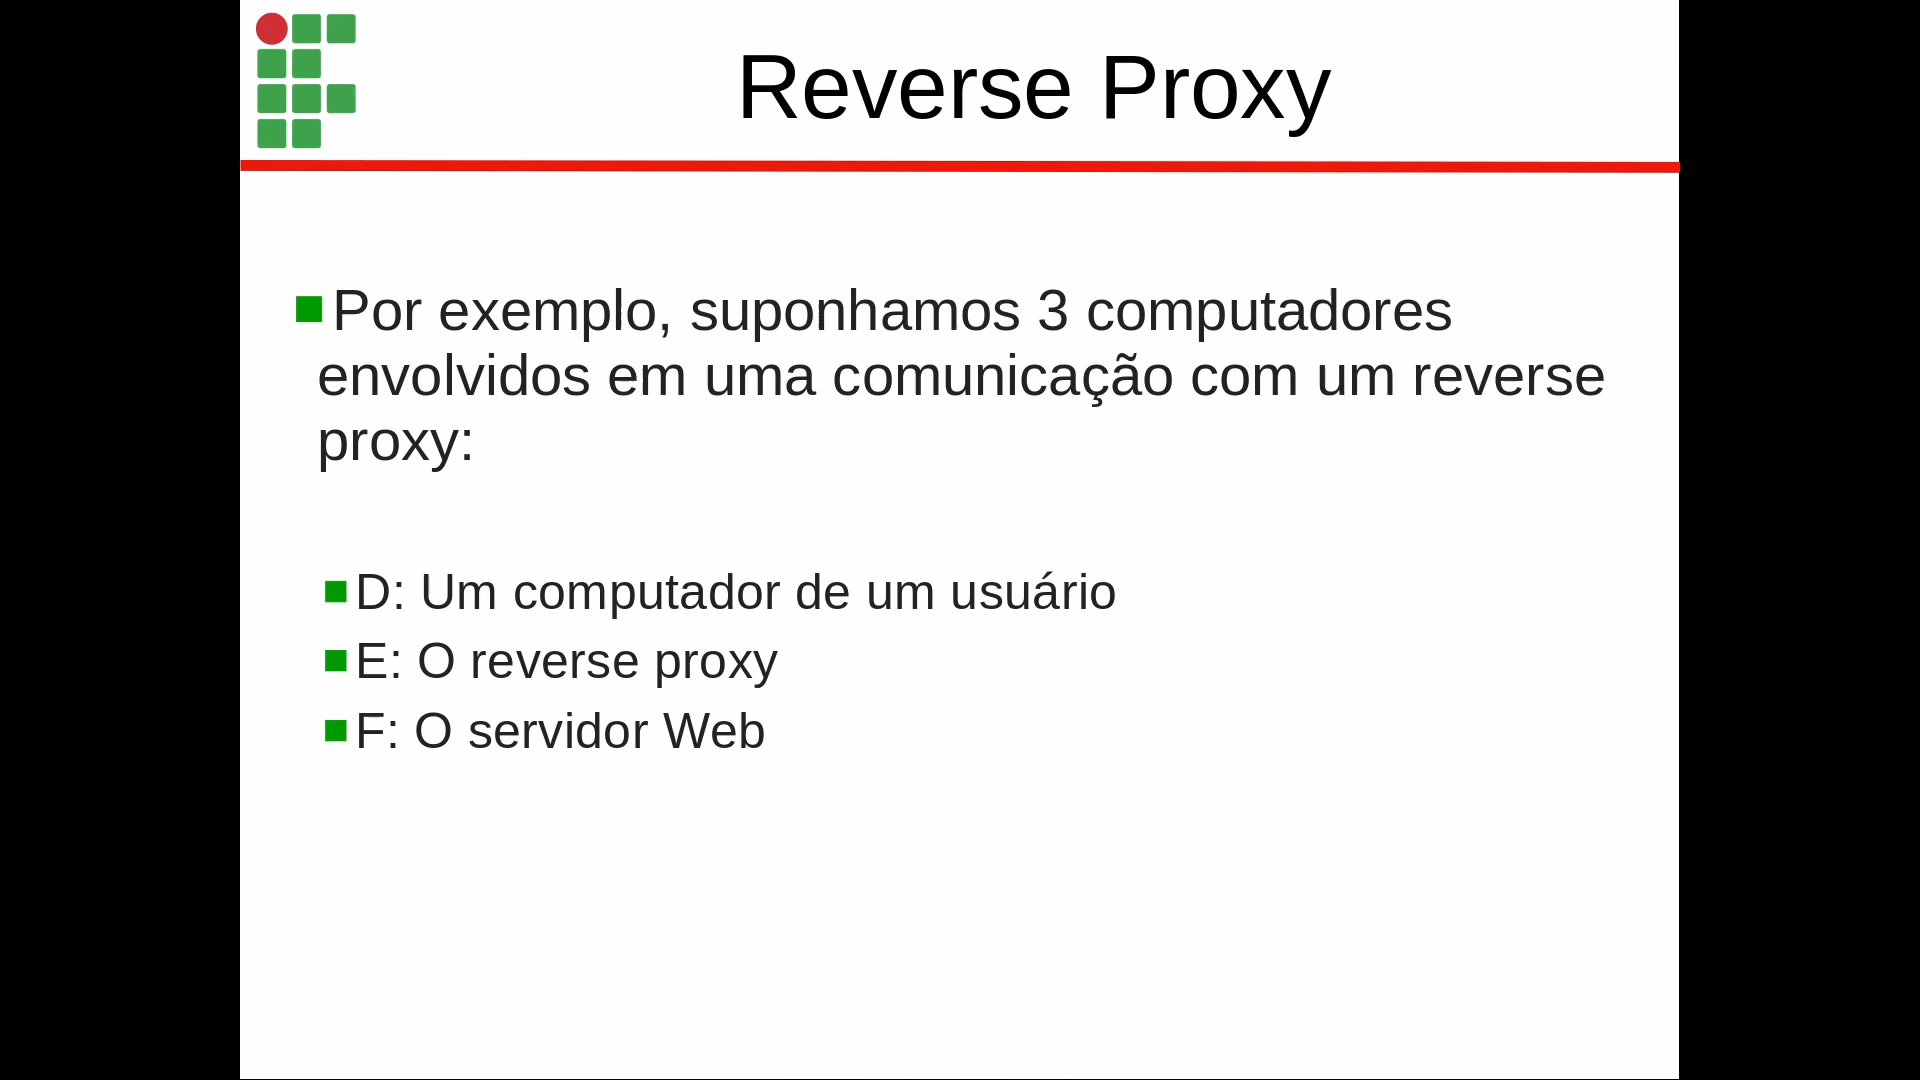 Reverse Proxy
Por exemplo, suponhamos 3 computadores
envolvidos em uma comunicação com um reverse
proxy:
D: Um computador de um usuário
E: O reverse proxy
F: O servidor Web